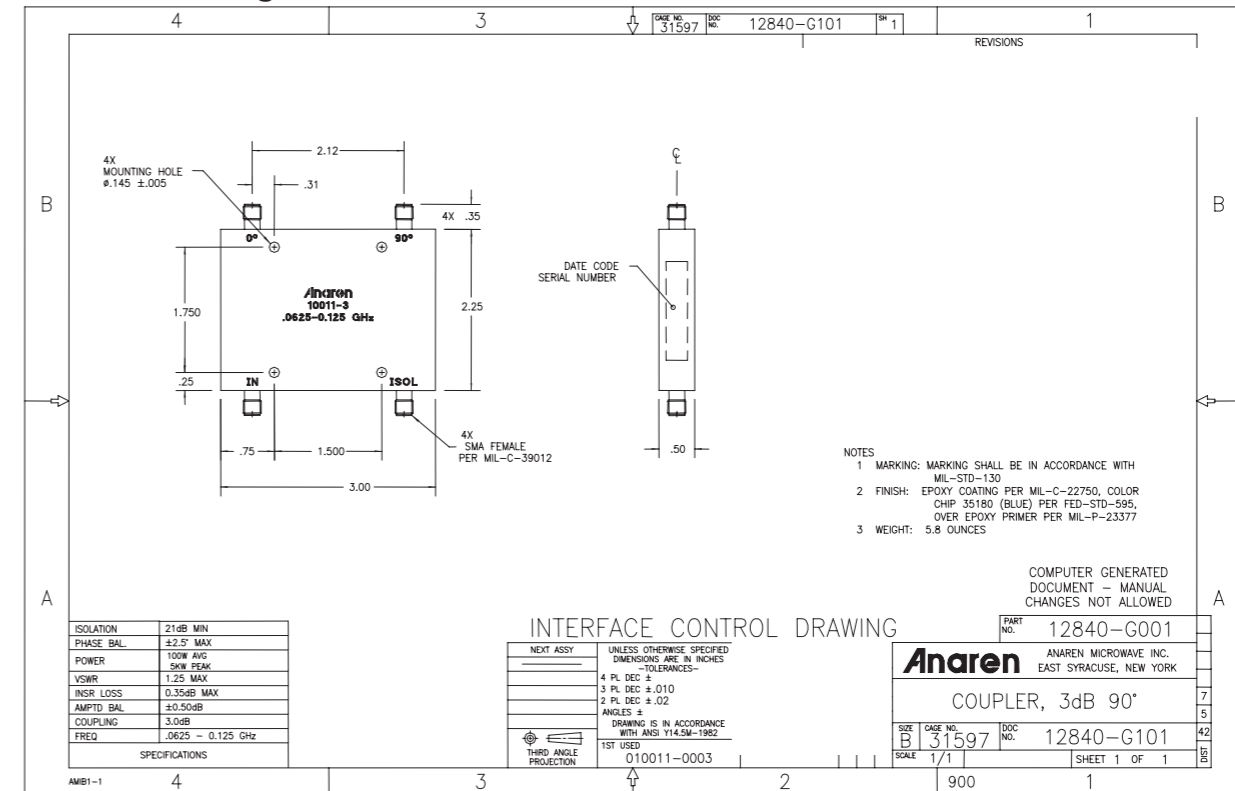 4 3 CAGE NO. 31597 DOC NO. 12840-G101 SH 1 1
REVISIONS
4X
MOUNTING HOLE
ø.145 ±.005
2.12
.31
4X .35
0° 90°
1.750
2.25
Anaren
10011-3
.0625-0.125 GHz
.25
IN ISOL
.75 1.500
3.00
4X
SMA FEMALE
PER MIL-C-39012
℄
DATE CODE
SERIAL NUMBER
.50
B B
NOTES
1 MARKING: MARKING SHALL BE IN ACCORDANCE WITH
MIL-STD-130
2 FINISH: EPOXY COATING PER MIL-C-22750, COLOR
CHIP 35180 (BLUE) PER FED-STD-595,
OVER EPOXY PRIMER PER MIL-P-23377
3 WEIGHT: 5.8 OUNCES
COMPUTER GENERATED
DOCUMENT - MANUAL
CHANGES NOT ALLOWED
A A
ISOLATION 21dB MIN
PHASE BAL. ±2.5° MAX
POWER 100W AVG
5KW PEAK
VSWR 1.25 MAX
INSR LOSS 0.35dB MAX
AMPTD BAL ±0.50dB
COUPLING 3.0dB
FREQ .0625 - 0.125 GHz
SPECIFICATIONS
INTERFACE CONTROL DRAWING
NEXT ASSY
UNLESS OTHERWISE SPECIFIED
DIMENSIONS ARE IN INCHES
-TOLERANCES-
4 PL DEC ±
3 PL DEC ±.010
2 PL DEC ±.02
ANGLES ±
DRAWING IS IN ACCORDANCE
WITH ANSI Y14.5M-1982
THIRD ANGLE
PROJECTION
1ST USED
010011-0003
PART NO. 12840-G001
Anaren
ANAREN MICROWAVE INC.
EAST SYRACUSE, NEW YORK
COUPLER, 3dB 90°
7
5
42
DIST
SIZE B CAGE NO. 31597 DOC NO. 12840-G101
SCALE 1/1 SHEET 1 OF 1
AMIB1-1 4 3 2 900 1